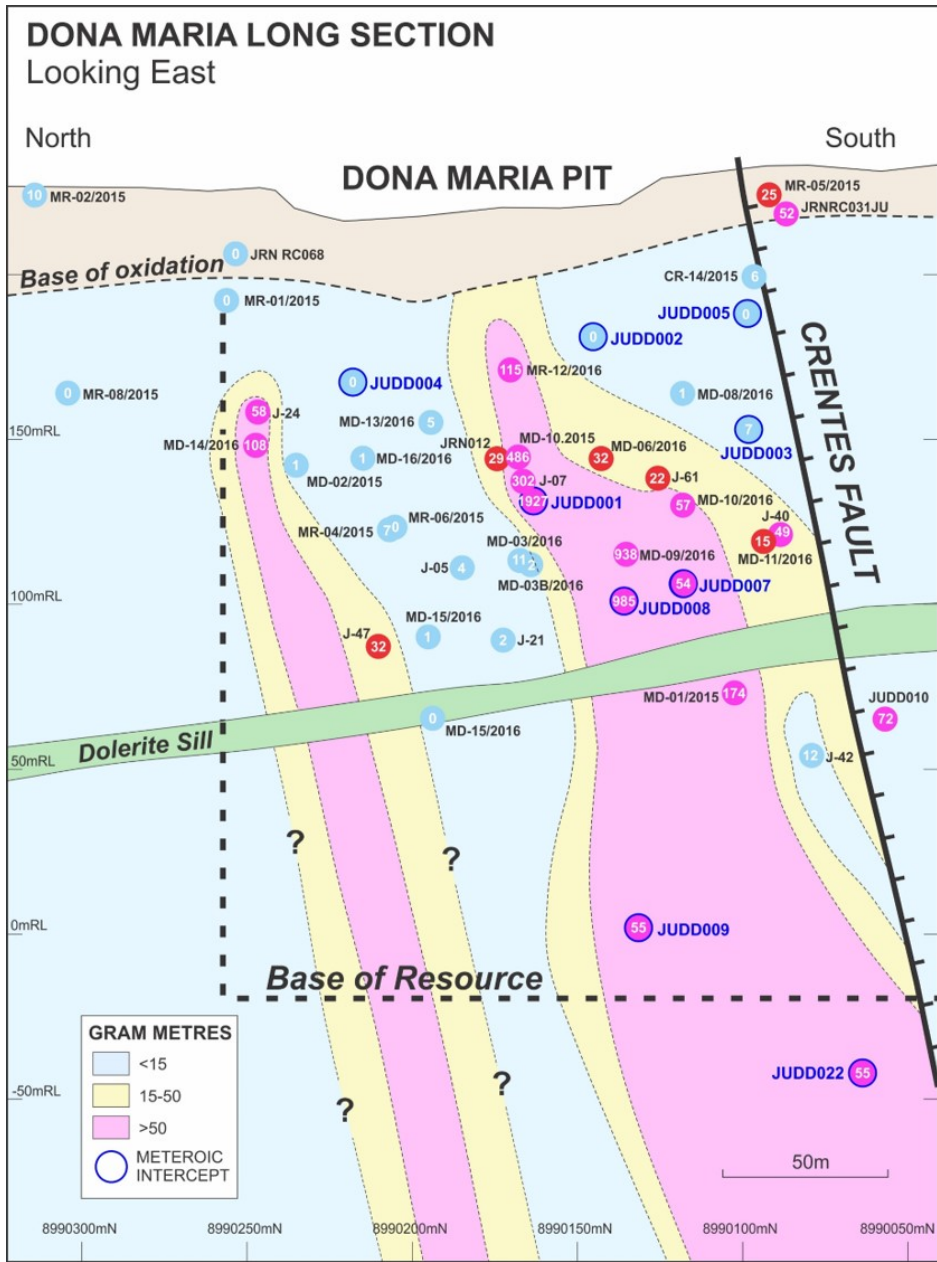 DONA MARIA LONG SECTION
Looking East
North
South
DONA MARIA PIT
10 MR-02/2015
25 MR-05/2015
52 JRNRC031JU
0 JRN RC068
Base of oxidation
CR-14/2015 6
0 MR-01/2015
JUDD005 0
0 JUDD002
CRENTES FAULT
115 MR-12/2016
0 JUDD004
0 MR-08/2015
1 MD-08/2016
58 J-24
MD-13/2016 5
7 JUDD003
150mRL
MD-14/2016 108
JRN012 29
MD-10.2015 486
MD-06/2016 32
0 MD-16/2016
0 MD-02/2015
22 J-61
302 J-07
1927 JUDD001
57 MD-10/2016
MR-06/2015 0
MR-04/2015 7
J-40 49
15 MD-11/2016
MD-03/2016 11
2 MD-03B/2016
938 MD-09/2016
J-05 4
54 JUDD007
985 JUDD008
100mRL
MD-15/2016 1
2 J-21
J-47 32
174 MD-01/2015
JUDD010 72
0 MD-15/2016
Dolerite Sill
12 J-42
50mRL
?
?
0mRL
55 JUDD009
Base of Resource
GRAM METRES
<15
15-50
>50
METEROIC INTERCEPT
JUDD022 55
-50mRL
?
?
50m
8990300mN 8990250mN 8990200mN 8990150mN 8990100mN 8990050mN